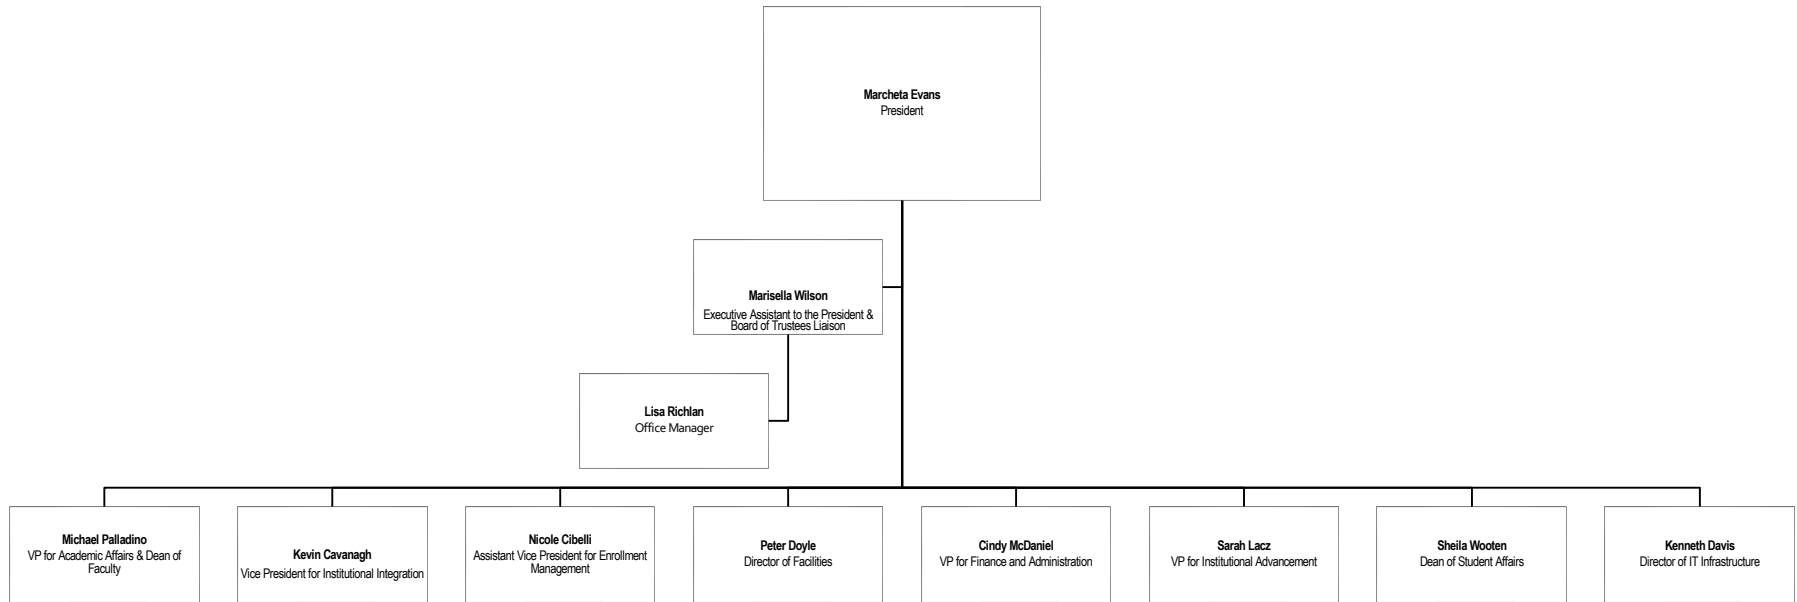 Marcheta Evans
President
Marisella Wilson
Executive Assistant to the President &
Board of Trustees Liaison
Lisa Richlan
Office Manager
Michael Palladino
VP for Academic Affairs & Dean of
Faculty
Kevin Cavanagh
Vice President for Institutional Integration
Nicole Cibelli
Assistant Vice President for Enrollment
Management
Peter Doyle
Director of Facilities
Cindy McDaniel
VP for Finance and Administration
Sarah Lacz
VP for Institutional Advancement
Sheila Wooten
Dean of Student Affairs
Kenneth Davis
Director of IT Infrastructure